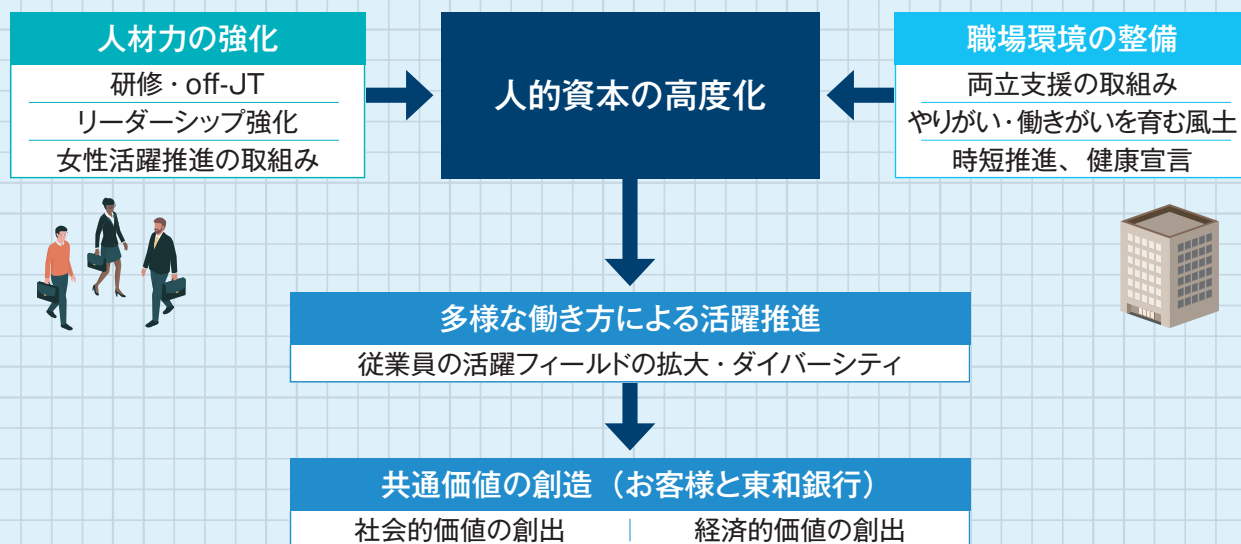 人材力の強化
研修・off-JT
リーダーシップ強化
女性活躍推進の取組み
人的資本の高度化
職場環境の整備
両立支援の取組み
やりがい・働きがいを育む風土
時短推進、健康宣言
多様な働き方による活躍推進
従業員の活躍フィールドの拡大・ダイバーシティ
共通価値の創造（お客様と東和銀行）
社会的価値の創出
経済的価値の創出